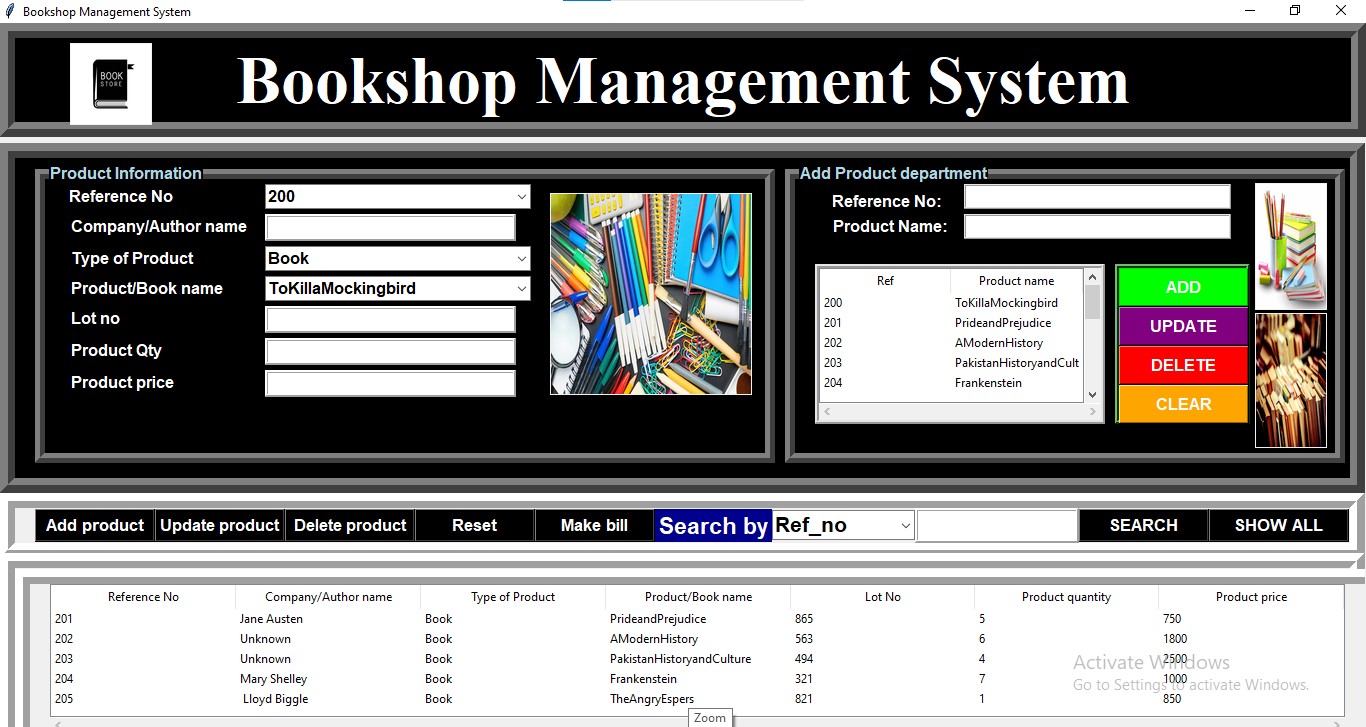 Bookshop Management System
BOOK
STORE
Bookshop Management System
Product Information
Reference No 200
Company/Author name
Type of Product Book
Product/Book name ToKillaMockingbird
Lot no
Product Qty
Product price
Add Product department
Reference No:
Product Name:
Ref Product name
200 ToKillaMockingbird
201 PrideandPrejudice
202 AModernHistory
203 PakistanHistoryandCult
204 Frankenstein
ADD
UPDATE
DELETE
CLEAR
Add product Update product Delete product Reset Make bill Search by Ref_no SEARCH SHOW ALL
Reference No Company/Author name Type of Product Product/Book name Lot No Product quantity Product price
201 Jane Austen Book PrideandPrejudice 865 5 750
202 Unknown Book AModernHistory 563 6 1800
203 Unknown Book PakistanHistoryandCulture 494 4 2500
204 Mary Shelley Book Frankenstein 321 7 1000
205 Lloyd Biggle Book TheAngryEspers 821 1 850
Activate Windows
Go to Settings to activate Windows.
Zoom